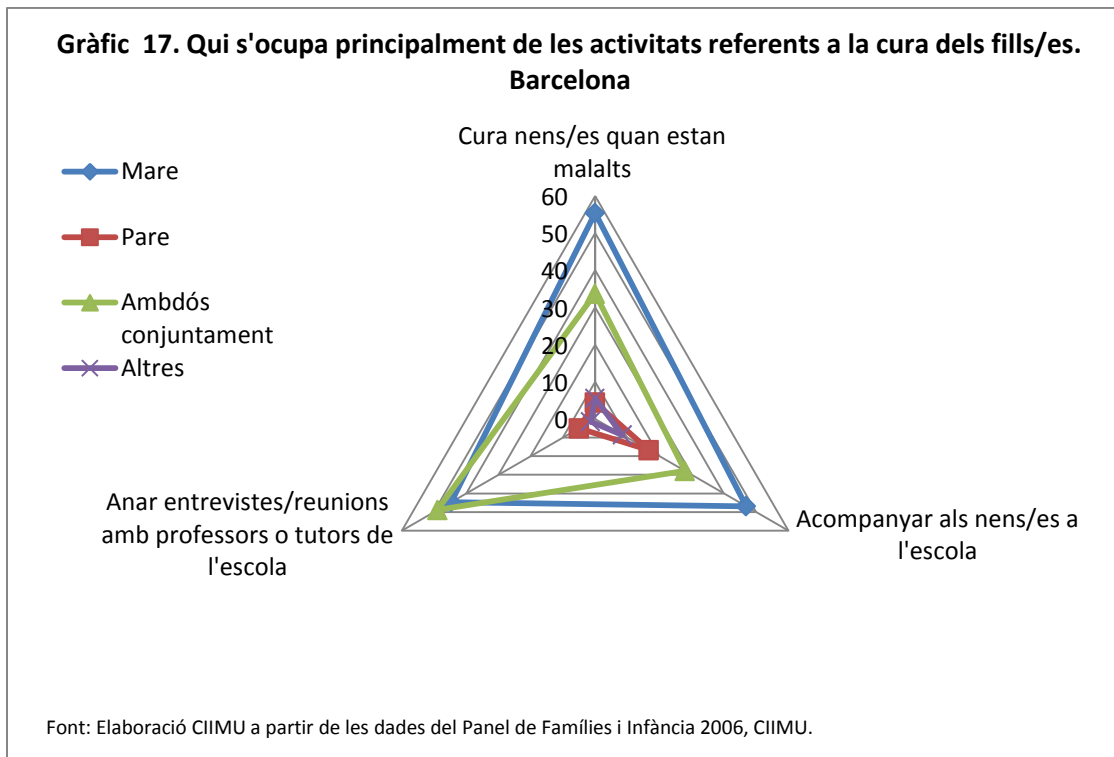 Gràfic  17. Qui s'ocupa principalment de les activitats referents a la cura dels fills/es.
Barcelona
Cura nens/es quan estan
malalts
Mare
Pare
Ambdós
conjuntament
Altres
60
50
40
30
20
10
0
Anar entrevistes/reunions
amb professors o tutors de
l'escola
Acompanyar als nens/es a
l'escola
Font: Elaboració CIIMU a partir de les dades del Panel de Famílies i Infància 2006, CIIMU.